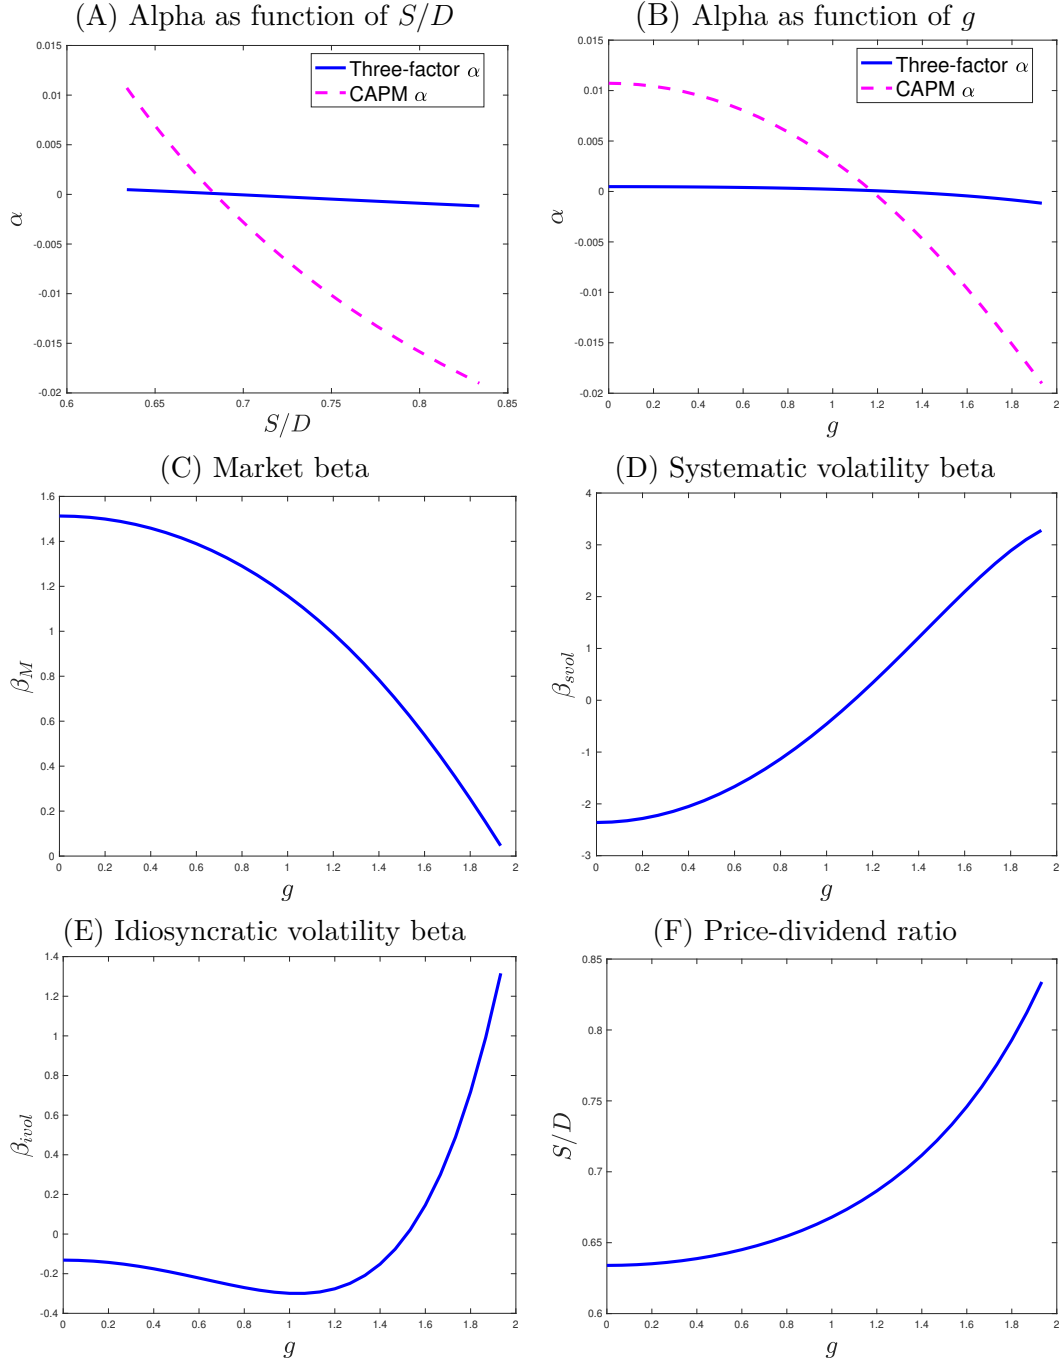 (A) Alpha as function of S/D
0.015
0.01
0.005
0
-0.005
-0.01
-0.015
-0.02
α
Three-factor α
CAPM α
0.6 0.65 0.7 0.75 0.8 0.85
S/D
(B) Alpha as function of g
0.015
0.01
0.005
0
-0.005
-0.01
-0.015
-0.02
α
Three-factor α
CAPM α
0 0.2 0.4 0.6 0.8 1 1.2 1.4 1.6 1.8 2
g
(C) Market beta
1.6
1.4
1.2
1
0.8
0.6
0.4
0.2
0
β_M
0 0.2 0.4 0.6 0.8 1 1.2 1.4 1.6 1.8 2
g
(D) Systematic volatility beta
4
3
2
1
0
-1
-2
-3
β_svol
0 0.2 0.4 0.6 0.8 1 1.2 1.4 1.6 1.8 2
g
(E) Idiosyncratic volatility beta
1.4
1.2
1
0.8
0.6
0.4
0.2
0
-0.2
-0.4
β_ivol
0 0.2 0.4 0.6 0.8 1 1.2 1.4 1.6 1.8 2
g
(F) Price-dividend ratio
0.85
0.8
0.75
0.7
0.65
0.6
S/D
0 0.2 0.4 0.6 0.8 1 1.2 1.4 1.6 1.8 2
g